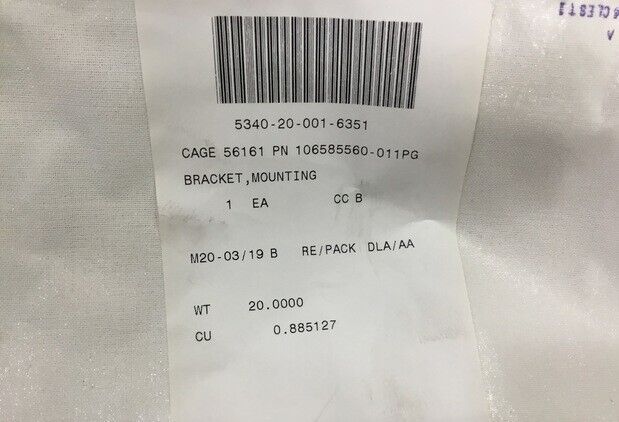 5340-20-001-6351
CAGE 56161 PN 106585560-011PG
BRACKET,MOUNTING
1 EA CC B
M20-03/19 B RE/PACK DLA/AA
WT 20.0000
CU 0.885127
A